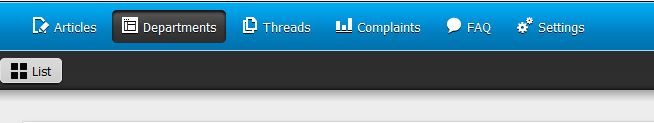 Articles Departments Threads Complaints FAQ Settings
List